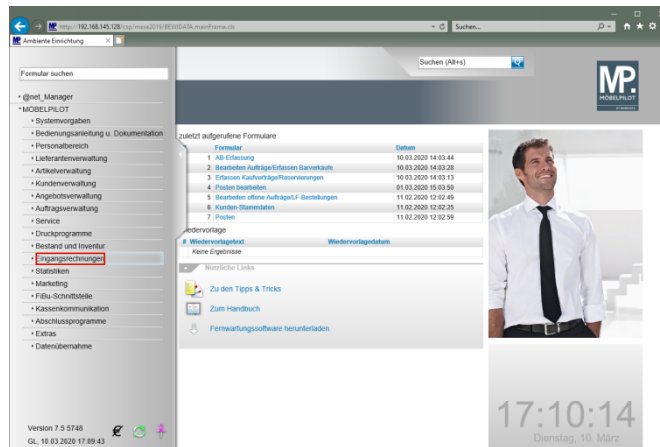 http://192.168.145.128/csp/mese2019/BEWIDATA.mainFrame.cls
Suchen...
Ambiente Einrichtung
Formular suchen
Suchen (Alt+s)
MP.
MÖBELPILOT
@net_Manager
MÖBELPILOT
Systemvorgaben
Bedienungsanleitung u. Dokumentation
Personalbereich
Lieferantenverwaltung
Artikelverwaltung
Kundenverwaltung
Angebotsverwaltung
Auftragsverwaltung
Service
Druckprogramme
Bestand und Inventur
Eingangsrechnungen
Statistiken
Marketing
FiBu-Schnittstelle
Kassenkommunikation
Abschlussprogramme
Extras
Datenübernahme
Version 7.5 5748
GL, 10.03.2020 17:09:43
zuletzt aufgerufene Formulare
Formular Datum
1 AB-Erfassung 10.03.2020 14:03:44
2 Bearbeiten Aufträge/Erfassen Barverkäufe 10.03.2020 14:03:28
3 Erfassen Kaufverträge/Reservierungen 10.03.2020 14:03:13
4 Posten bearbeiten 01.03.2020 15:03:50
5 Bearbeiten offene Aufträge/LF-Bestellungen 11.02.2020 12:02:49
6 Kunden-Stammdaten 11.02.2020 12:02:25
7 Posten 11.02.2020 12:02:59
iedervorlage
# Wiedervorlagetext Wiedervorlagedatum
Keine Ergebnisse
Nützliche Links
Zu den Tipps & Tricks
Zum Handbuch
Fernwartungssoftware herunterladen
17:10:14
Dienstag, 10. März